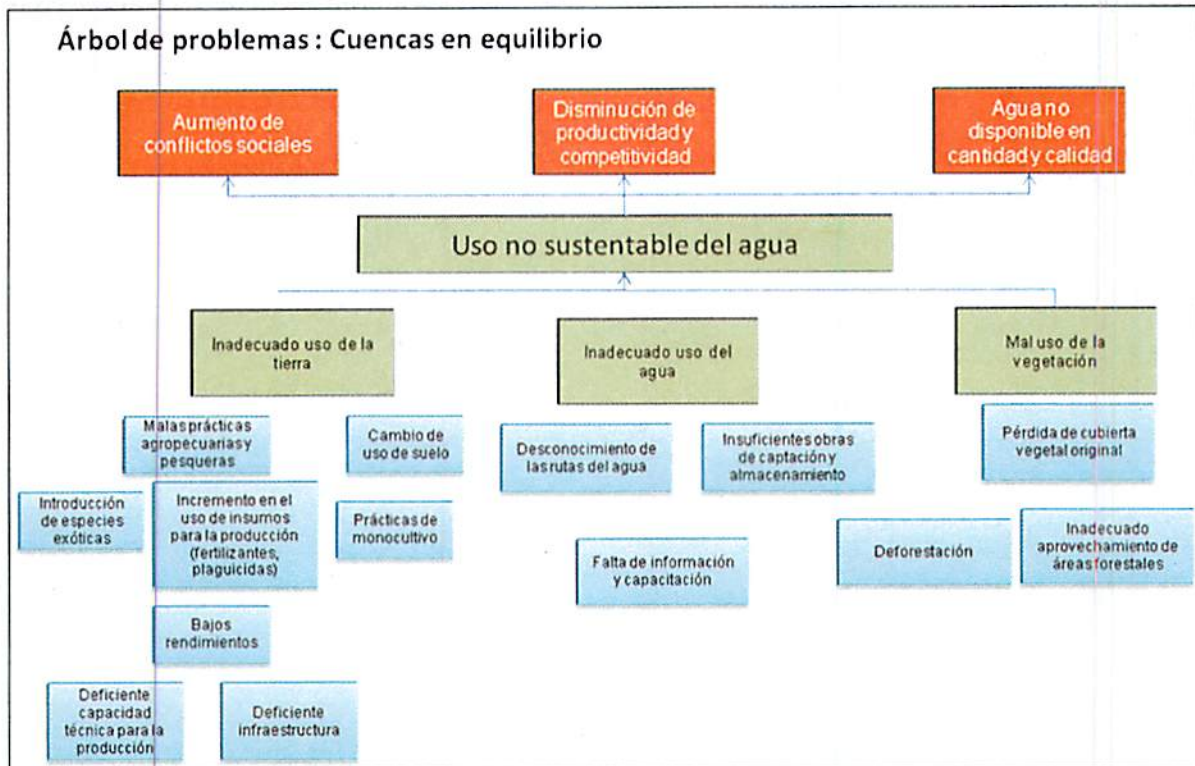 Árbol de problemas : Cuencas en equilibrio
Aumento de
conflictos sociales
Disminución de
productividad y
competitividad
Agua no
disponible en
cantidad y calidad
Uso no sustentable del agua
Inadecuado uso de la
tierra
Inadecuado uso del
agua
Mal uso de la
vegetación
Malas prácticas
agropecuarias y
pesqueras
Cambio de
uso de suelo
Desconocimiento de
las rutas del agua
Insuficientes obras
de captación y
almacenamiento
Pérdida de cubierta
vegetal original
Introducción
de especies
exóticas
Incremento en el
uso de insumos
para la producción
(fertilizantes,
plaguicidas)
Prácticas de
monocultivo
Falta de información
y capacitación
Deforestación
Inadecuado
aprovechamiento de
áreas forestales
Bajos
rendimientos
Deficiente
capacidad
técnica para la
producción
Deficiente
infraestructura